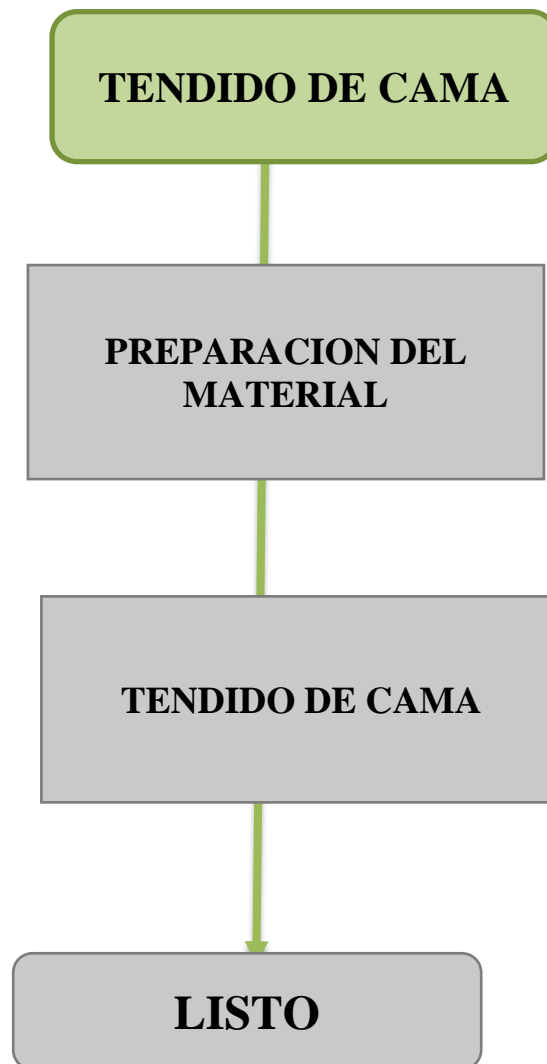 TENDIDO DE CAMA
PREPARACION DEL
MATERIAL
TENDIDO DE CAMA
LISTO